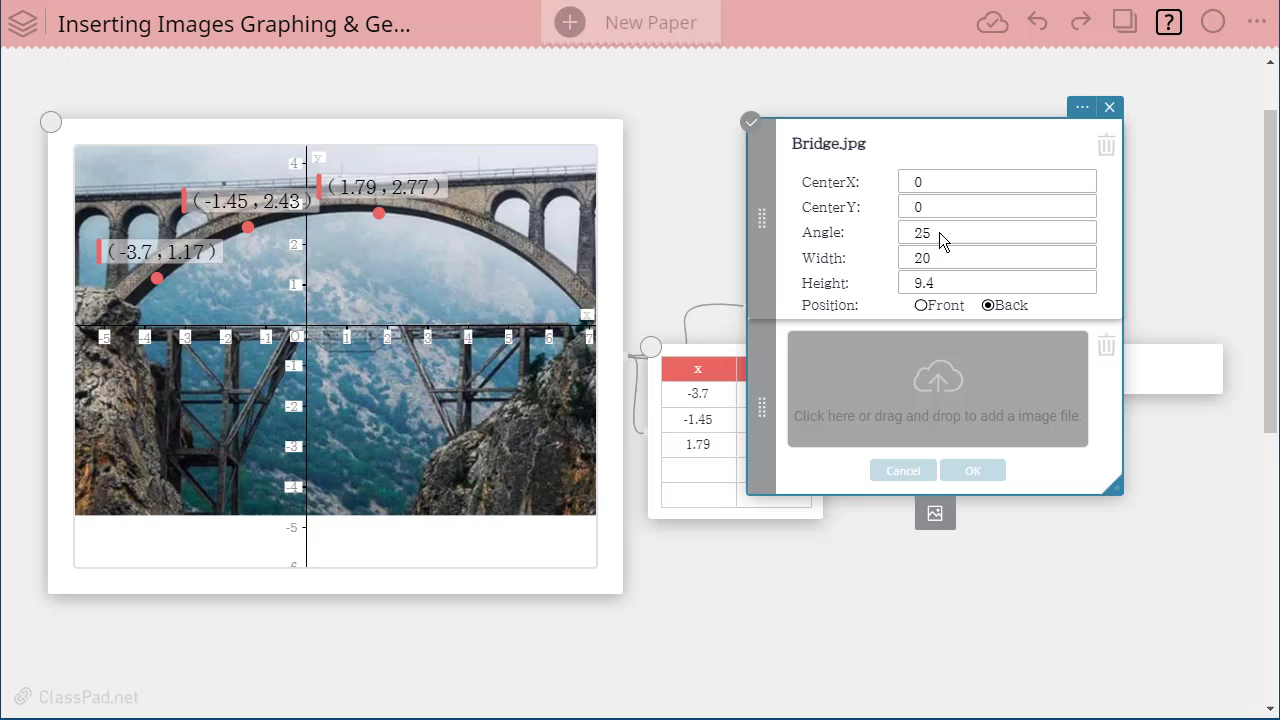 Inserting Images Graphing & Ge...
New Paper
?
Bridge.jpg
CenterX: 0
CenterY: 0
Angle: 25
Width: 20
Height: 9.4
Position: Front Back
Click here or drag and drop to add a image file.
Cancel OK
y
4
(-1.45 , 2.43)
(1.79 , 2.77)
(-3.7 , 1.17)
2
1
x
-5 -4 -3 -2 -1 O 1 2 3 4 5 6 7
-1
-2
-3
-4
-5
x
-3.7
-1.45
1.79
ClassPad.net